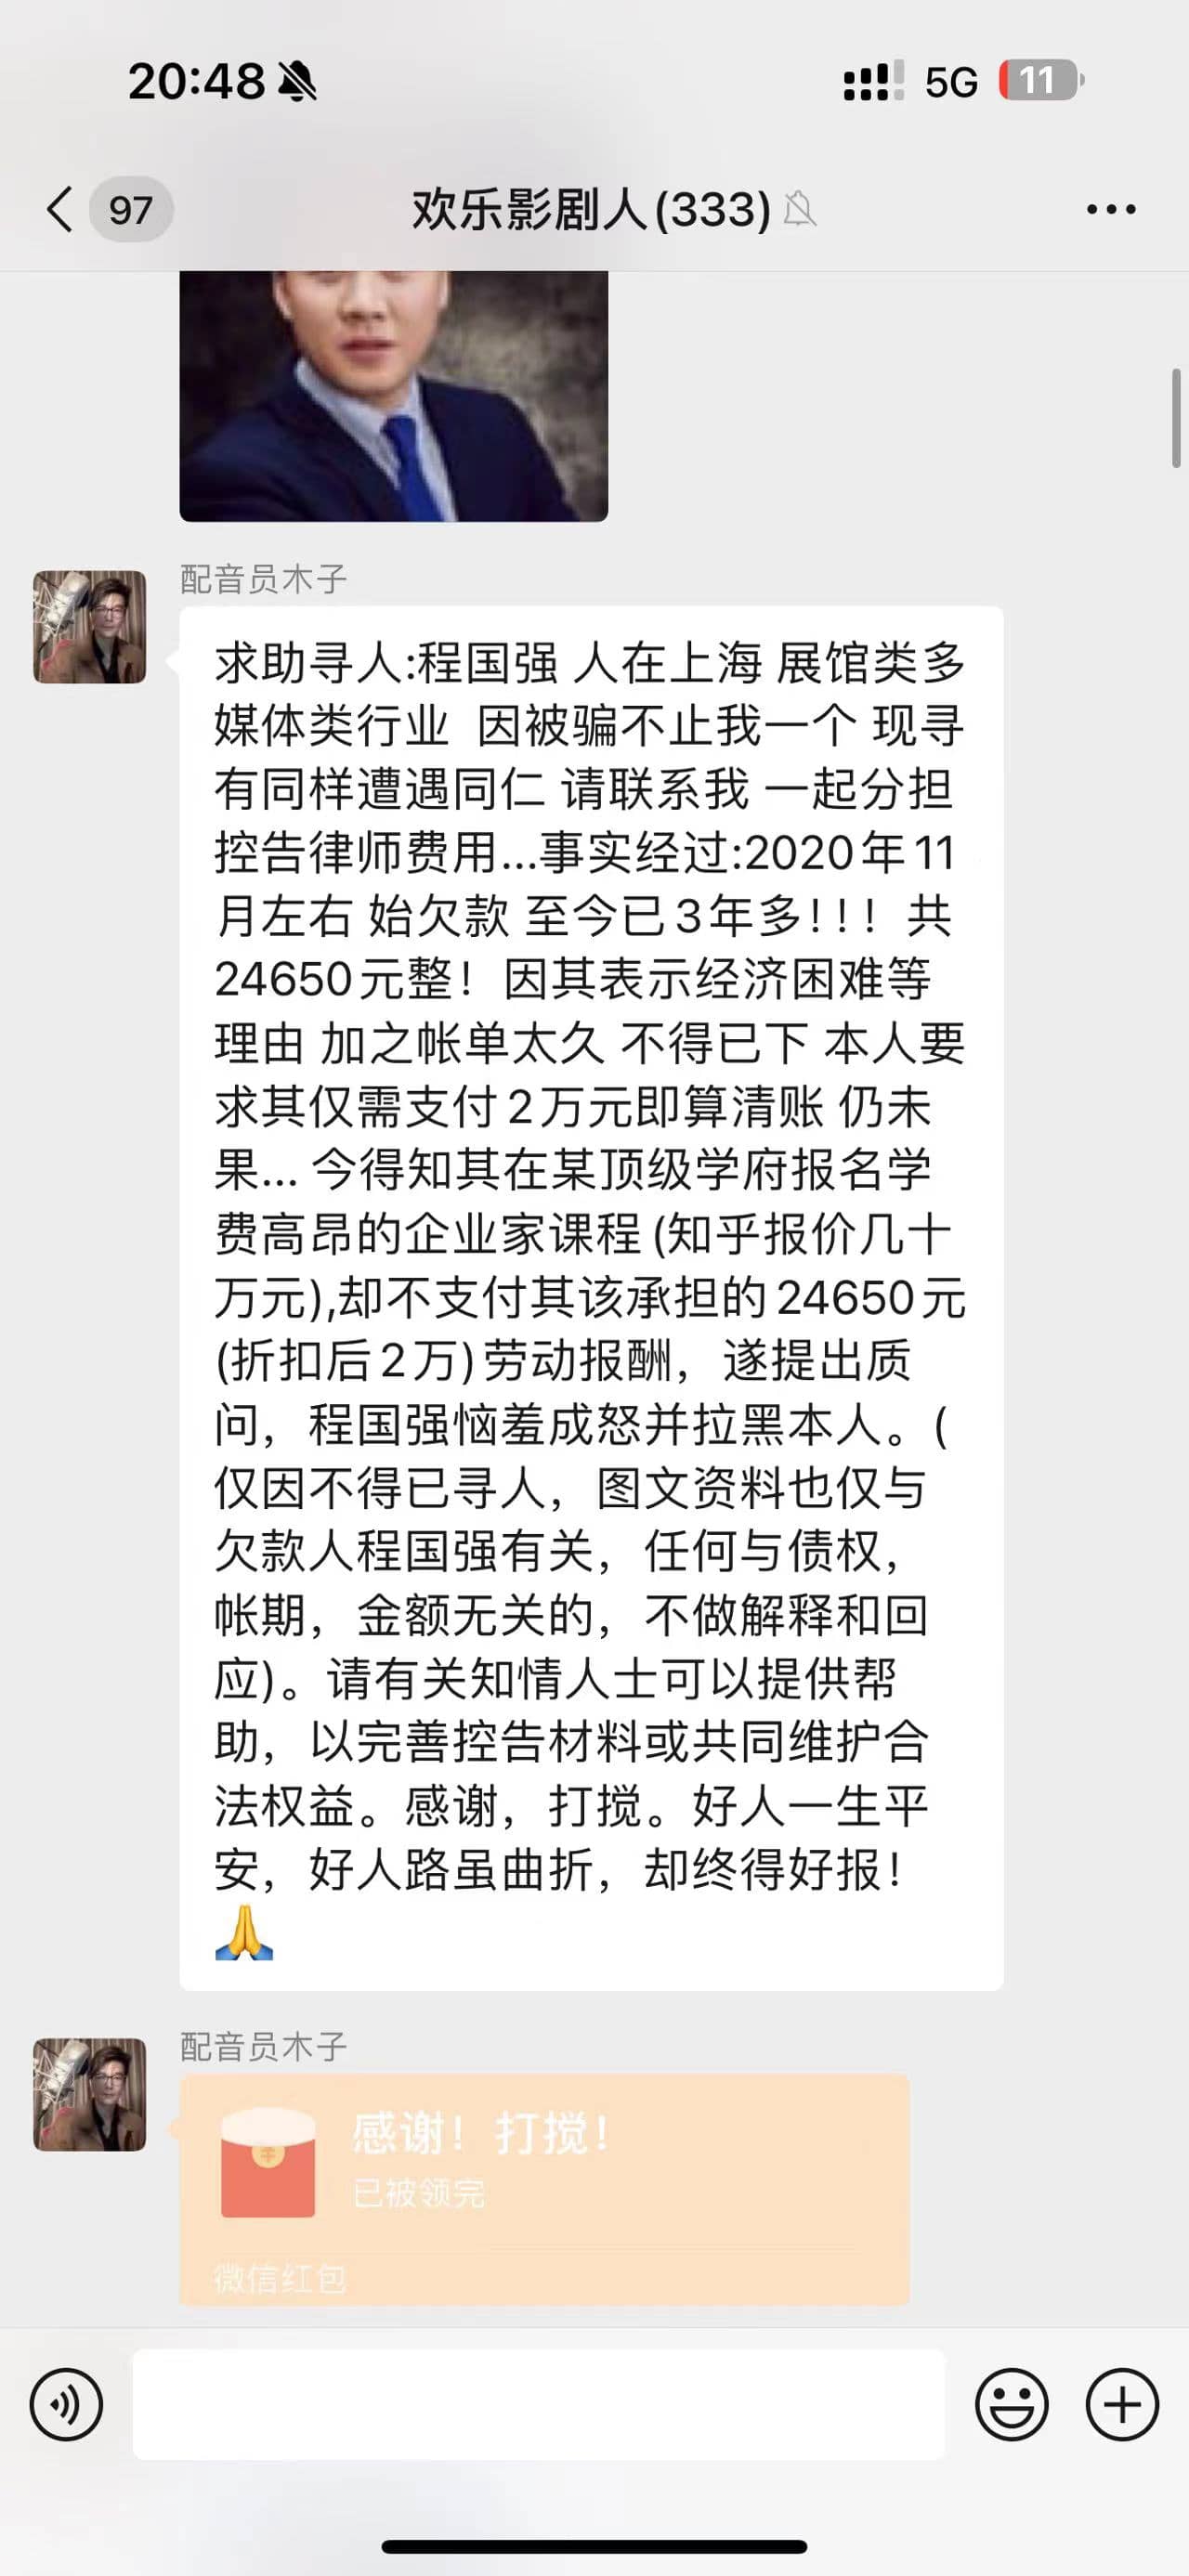 20:48
5G
11
97
欢乐影剧人(333)
配音员木子
求助寻人:程国强 人在上海 展馆类多
媒体类行业 因被骗不止我一个 现寻
有同样遭遇同仁 请联系我 一起分担
控告律师费用...事实经过:2020年11
月左右 始欠款 至今已3年多！！！共
24650元整！因其表示经济困难等
理由 加之帐单太久 不得已下 本人要
求其仅需支付2万元即算清账 仍未
果... 今得知其在某顶级学府报名学
费高昂的企业家课程(知乎报价几十
万元),却不支付其该承担的24650元
(折扣后2万)劳动报酬，遂提出质
问，程国强恼羞成怒并拉黑本人。(
仅因不得已寻人，图文资料也仅与
欠款人程国强有关，任何与债权，
帐期，金额无关的，不做解释和回
应)。请有关知情人士可以提供帮
助，以完善控告材料或共同维护合
法权益。感谢，打搅。好人一生平
安，好人路虽曲折，却终得好报！
🙏
配音员木子
感谢！打搅！
已被领完
微信红包